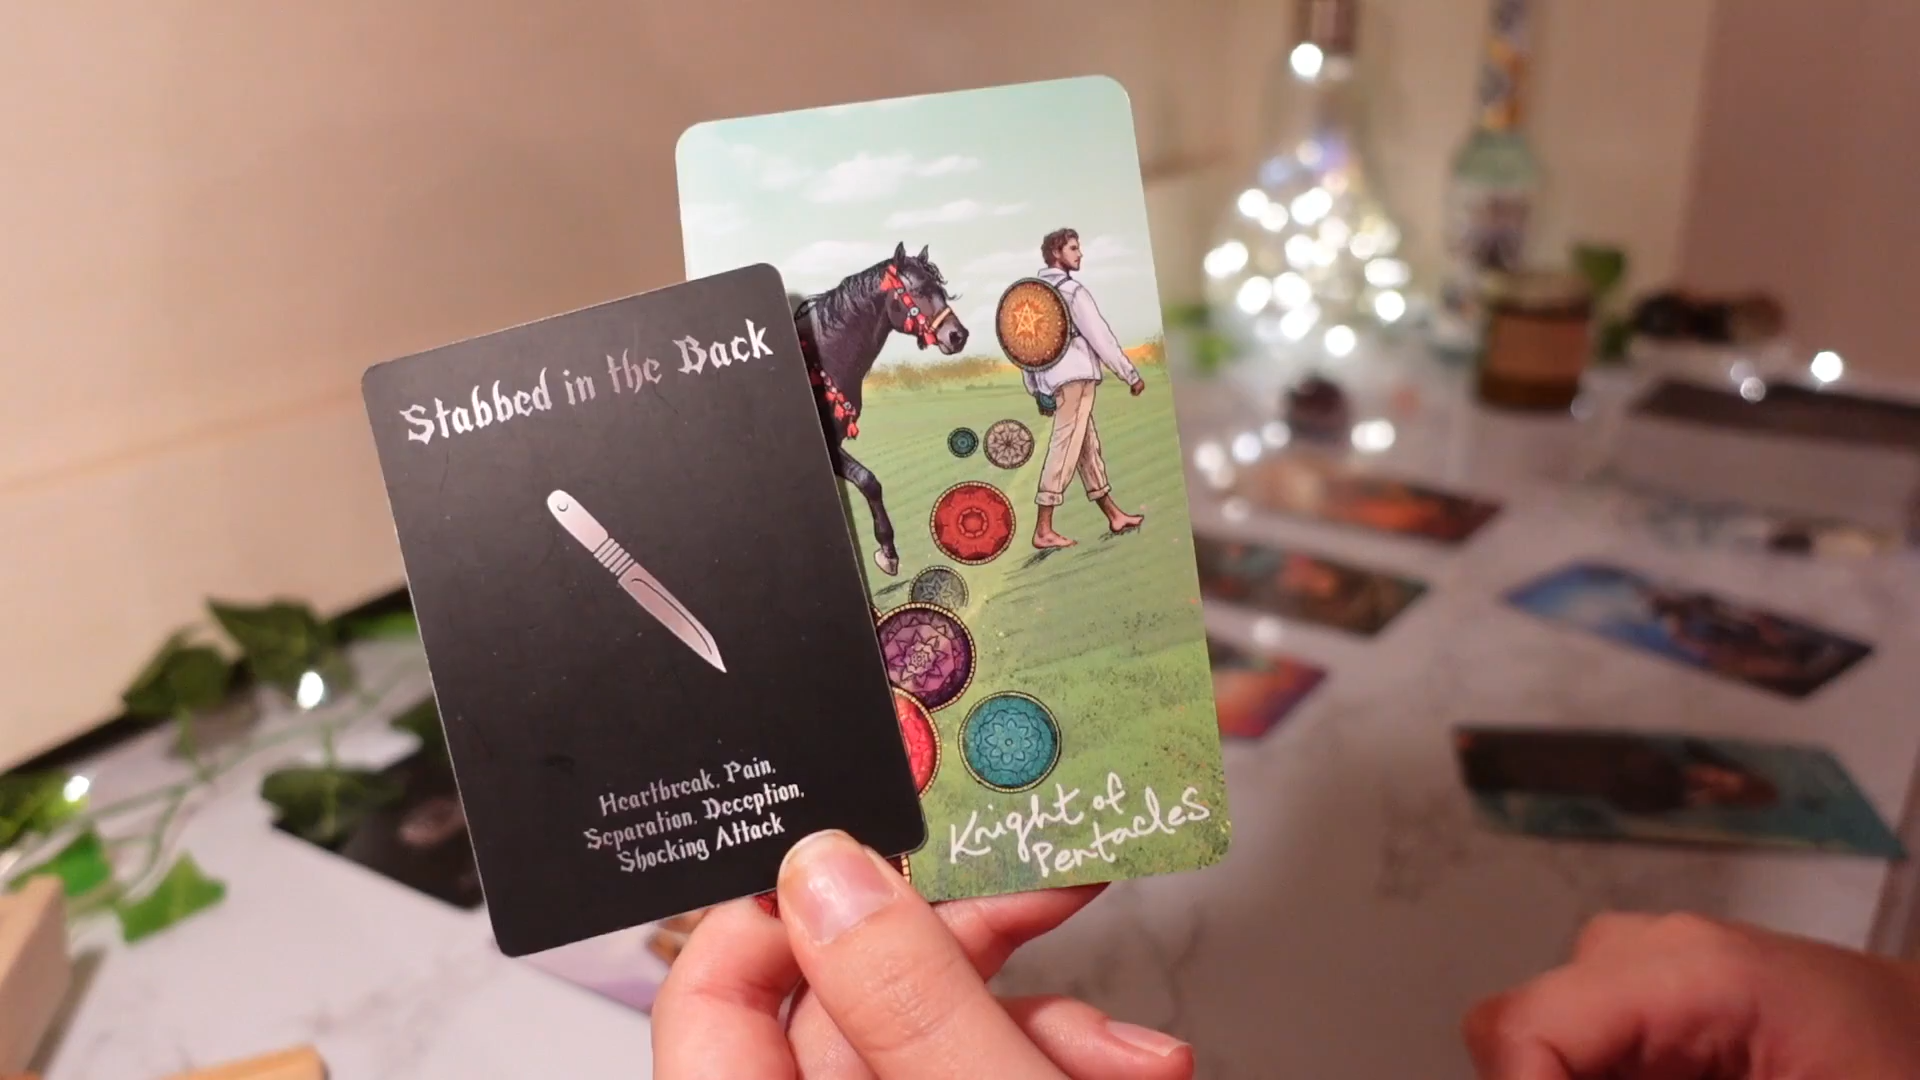 Stabbed in the Back
Heartbreak, Pain,
Separation, Deception,
Shocking Attack
Knight of
Pentacles